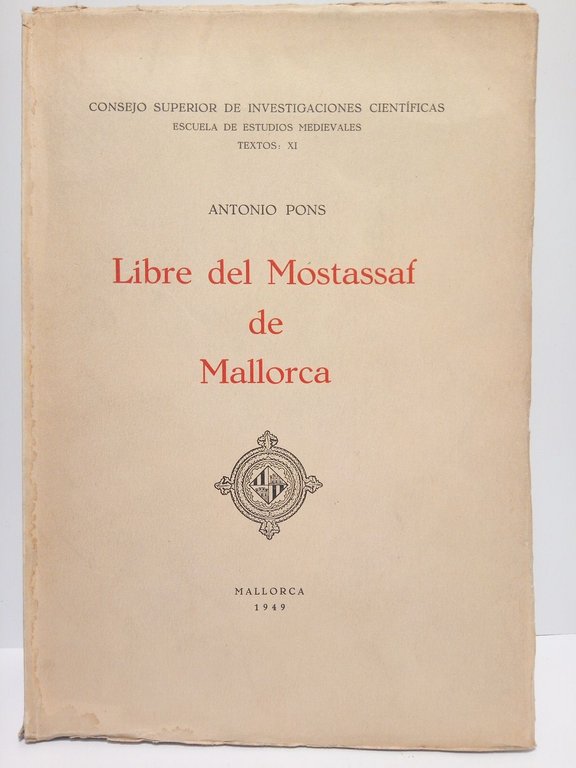 CONSEJO SUPERIOR DE INVESTIGACIONES CIENTÍFICAS
ESCUELA DE ESTUDIOS MEDIEVALES
TEXTOS: XI
ANTONIO PONS
Libre del Mostassaf
de
Mallorca
MALLORCA
1949